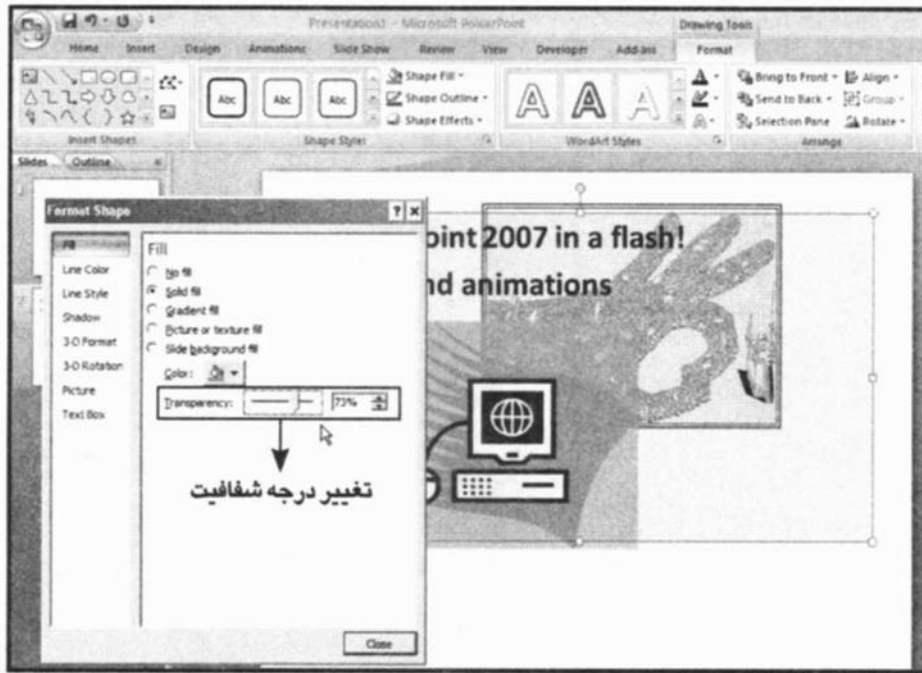 Presentation1 - Microsoft PowerPoint
Drawing Tools
Home Insert Design Animations Slide Show Review View Developer Add-Ins Format
Abc Abc Abc
Shape Fill
Shape Outline
Shape Effects
A A A
Bring to Front Align
Send to Back Group
Selection Pane Rotate
Insert Shapes Shape Styles WordArt Styles Arrange
Slides Outline
Format Shape
Fill
Line Color
Line Style
Shadow
3-D Format
3-D Rotation
Picture
Text Box
Fill
No fill
Solid fill
Gradient fill
Picture or texture fill
Slide background fill
Color:
Transparency: 73%
تغییر درجه شفافیت
Close
oint 2007 in a flash!
nd animations